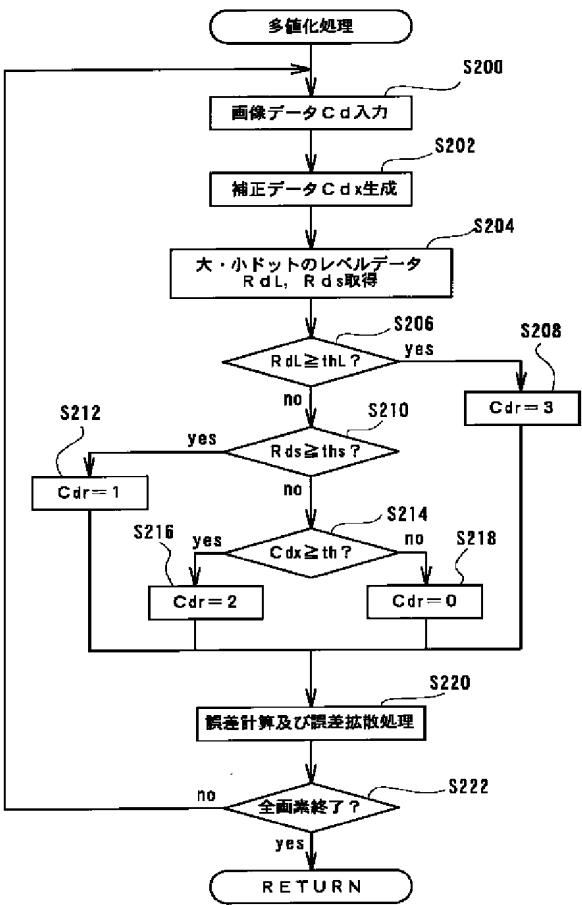 多値化処理
S200
画像データCd入力
S202
補正データCdx生成
S204
大・小ドットのレベルデータ
RdL, Rds取得
S206
RdL≧thL?
yes
S208
Cdr=3
no
S210
Rds≧ths?
yes
S212
Cdr=1
no
S214
Cdx≧th?
yes
S216
Cdr=2
no
S218
Cdr=0
S220
誤差計算及び誤差拡散処理
S222
全画素終了?
no
yes
RETURN